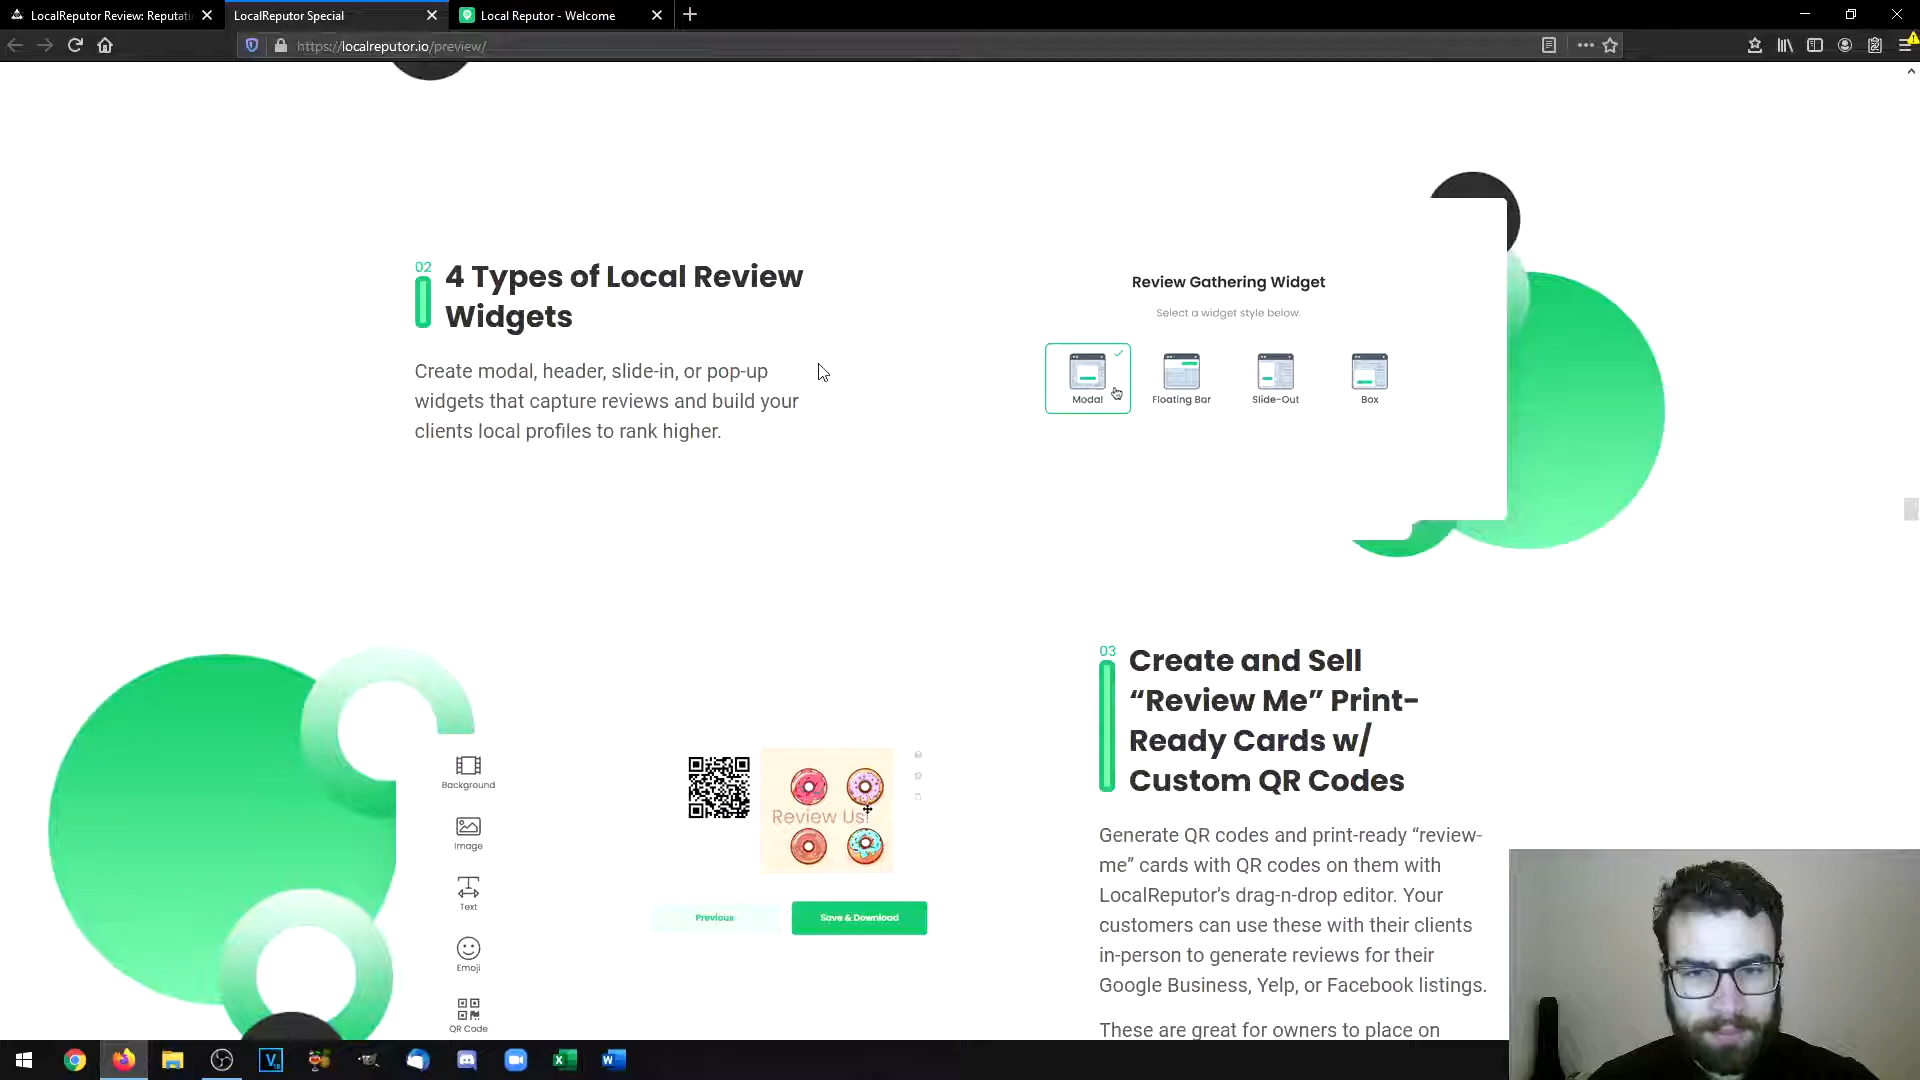 LocalReputor Review: Reputati
LocalReputor Special
Local Reputor - Welcome
https://localreputor.io/preview/
02
4 Types of Local Review
Widgets
Create modal, header, slide-in, or pop-up
widgets that capture reviews and build your
clients local profiles to rank higher.
Review Gathering Widget
Select a widget style below.
Modal
Floating Bar
Slide-Out
Box
Background
Image
Text
Emoji
QR Code
Review Us!
Previous
Save & Download
03
Create and Sell
“Review Me” Print-
Ready Cards w/
Custom QR Codes
Generate QR codes and print-ready “review-
me” cards with QR codes on them with
LocalReputor’s drag-n-drop editor. Your
customers can use these with their clients
in-person to generate reviews for their
Google Business, Yelp, or Facebook listings.
These are great for owners to place on